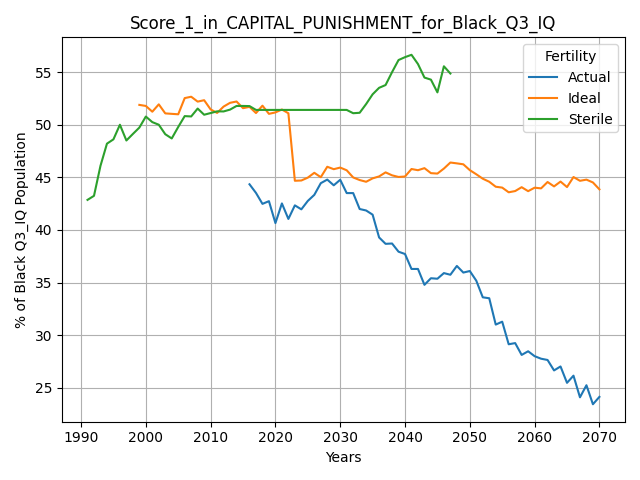 Score_1_in_CAPITAL_PUNISHMENT_for_Black_Q3_IQ
Fertility
Actual
Ideal
Sterile
% of Black Q3_IQ Population
55
50
45
40
35
30
25
1990 2000 2010 2020 2030 2040 2050 2060 2070
Years